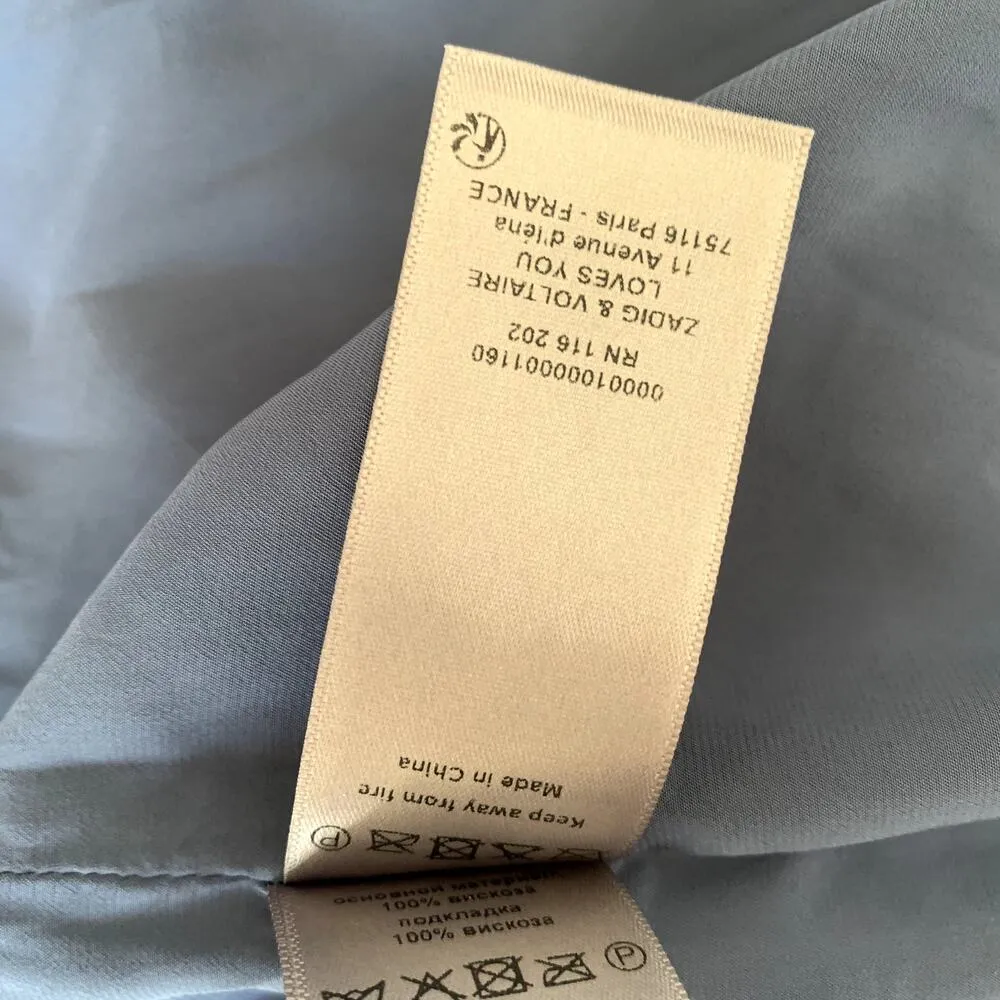 P
Keep away from fire
Made in China
00001000001160
RN 116 202
ZADIG & VOLTAIRE
LOVES YOU
11 Avenue d'Iéna
75116 Paris - FRANCE
основной материал
100% вискоза
подкладка
100% вискоза
P